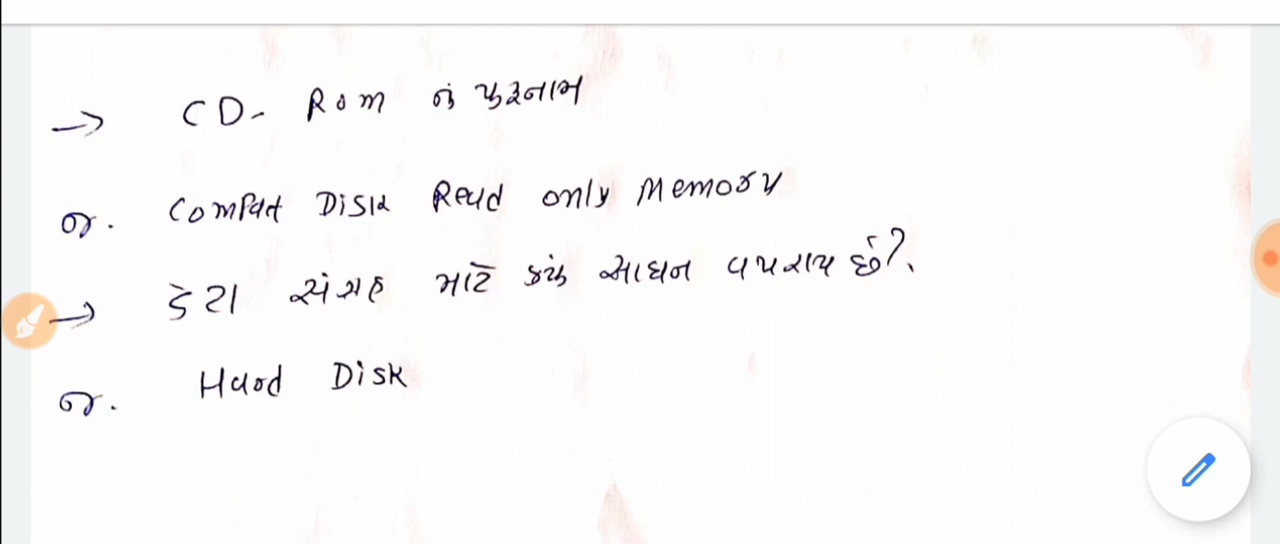 → CD- Rom નું પુરૂનામ
જ. Compact Disk Read only Memory
→ ડેટા સંગ્રહ માટે કયું સાધન વપરાય છે?
જ. Hard Disk